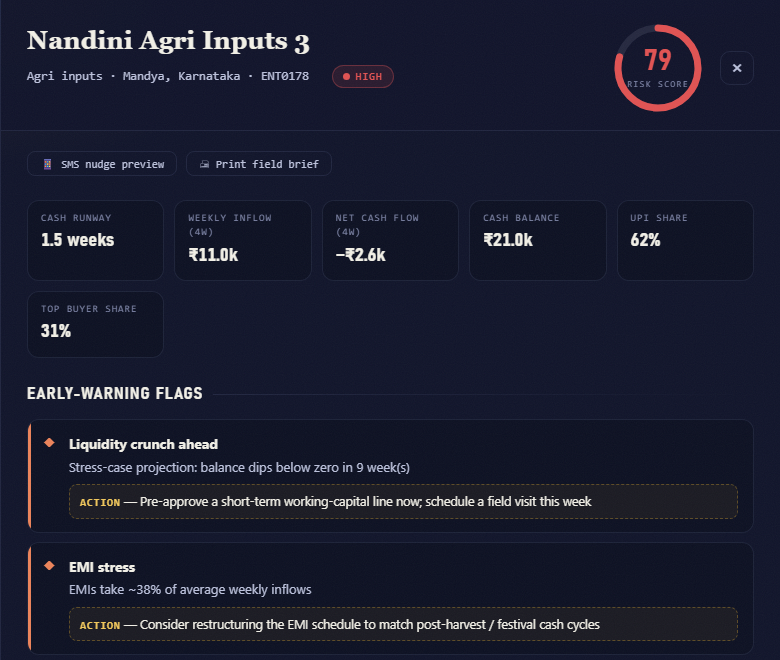 Nandini Agri Inputs 3
Agri inputs · Mandya, Karnataka · ENT0178
HIGH
79
RISK SCORE
×
SMS nudge preview
Print field brief
CASH RUNWAY
1.5 weeks
WEEKLY INFLOW
(4W)
₹11.0k
NET CASH FLOW
(4W)
−₹2.6k
CASH BALANCE
₹21.0k
UPI SHARE
62%
TOP BUYER SHARE
31%
EARLY-WARNING FLAGS
Liquidity crunch ahead
Stress-case projection: balance dips below zero in 9 week(s)
ACTION — Pre-approve a short-term working-capital line now; schedule a field visit this week
EMI stress
EMIs take ~38% of average weekly inflows
ACTION — Consider restructuring the EMI schedule to match post-harvest / festival cash cycles